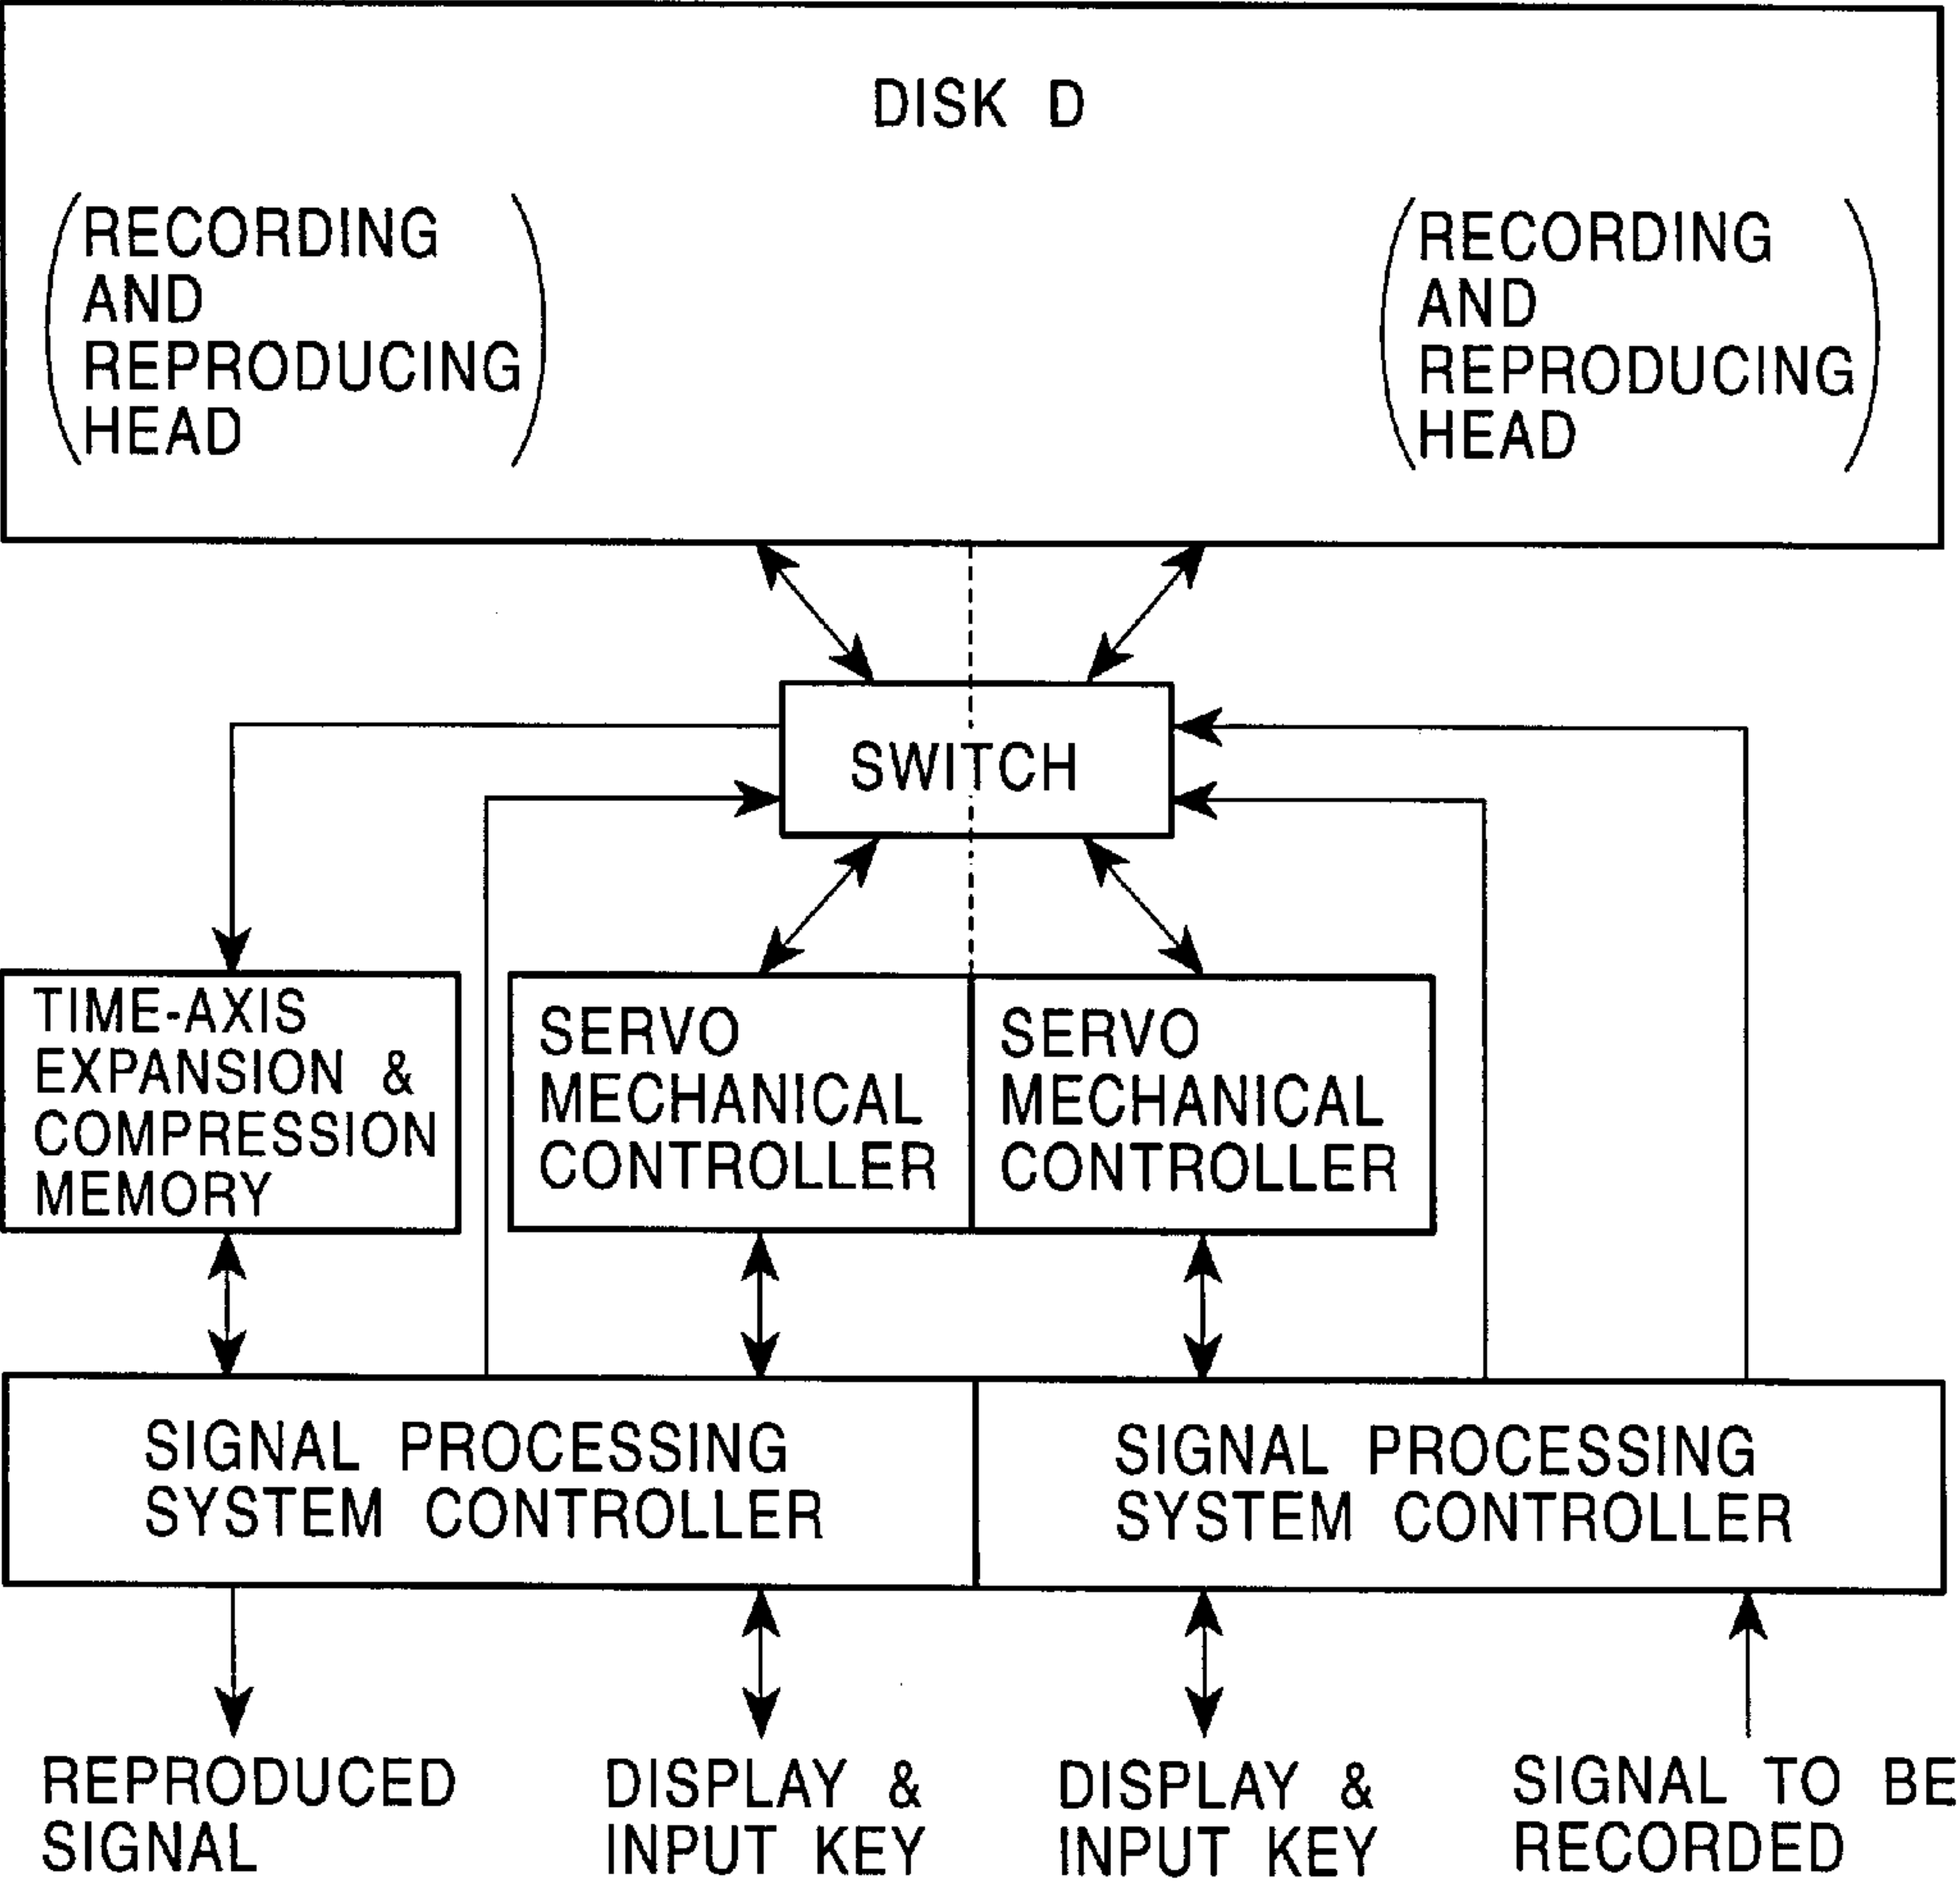 DISK D
RECORDING
AND
REPRODUCING
HEAD
RECORDING
AND
REPRODUCING
HEAD
SWITCH
TIME-AXIS
EXPANSION &
COMPRESSION
MEMORY
SERVO
MECHANICAL
CONTROLLER
SERVO
MECHANICAL
CONTROLLER
SIGNAL PROCESSING
SYSTEM CONTROLLER
SIGNAL PROCESSING
SYSTEM CONTROLLER
REPRODUCED
SIGNAL
DISPLAY &
INPUT KEY
DISPLAY &
INPUT KEY
SIGNAL TO BE
RECORDED